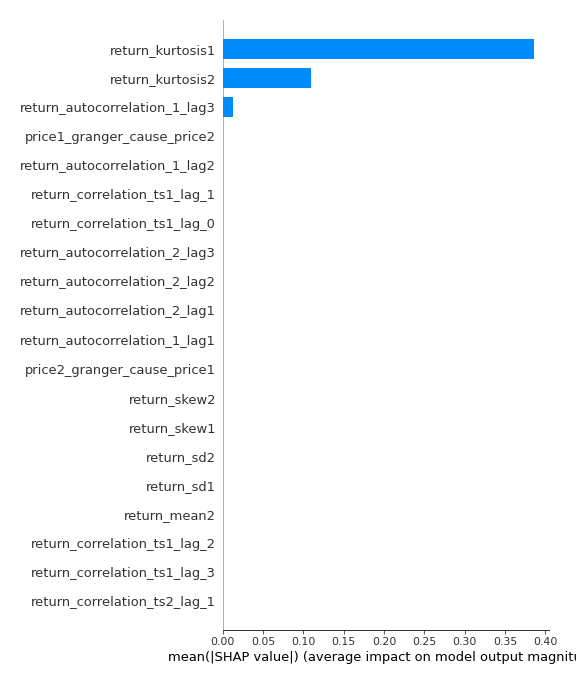 return_kurtosis1
return_kurtosis2
return_autocorrelation_1_lag3
price1_granger_cause_price2
return_autocorrelation_1_lag2
return_correlation_ts1_lag_1
return_correlation_ts1_lag_0
return_autocorrelation_2_lag3
return_autocorrelation_2_lag2
return_autocorrelation_2_lag1
return_autocorrelation_1_lag1
price2_granger_cause_price1
return_skew2
return_skew1
return_sd2
return_sd1
return_mean2
return_correlation_ts1_lag_2
return_correlation_ts1_lag_3
return_correlation_ts2_lag_1
0.00 0.05 0.10 0.15 0.20 0.25 0.30 0.35 0.40
mean(|SHAP value|) (average impact on model output magnitu